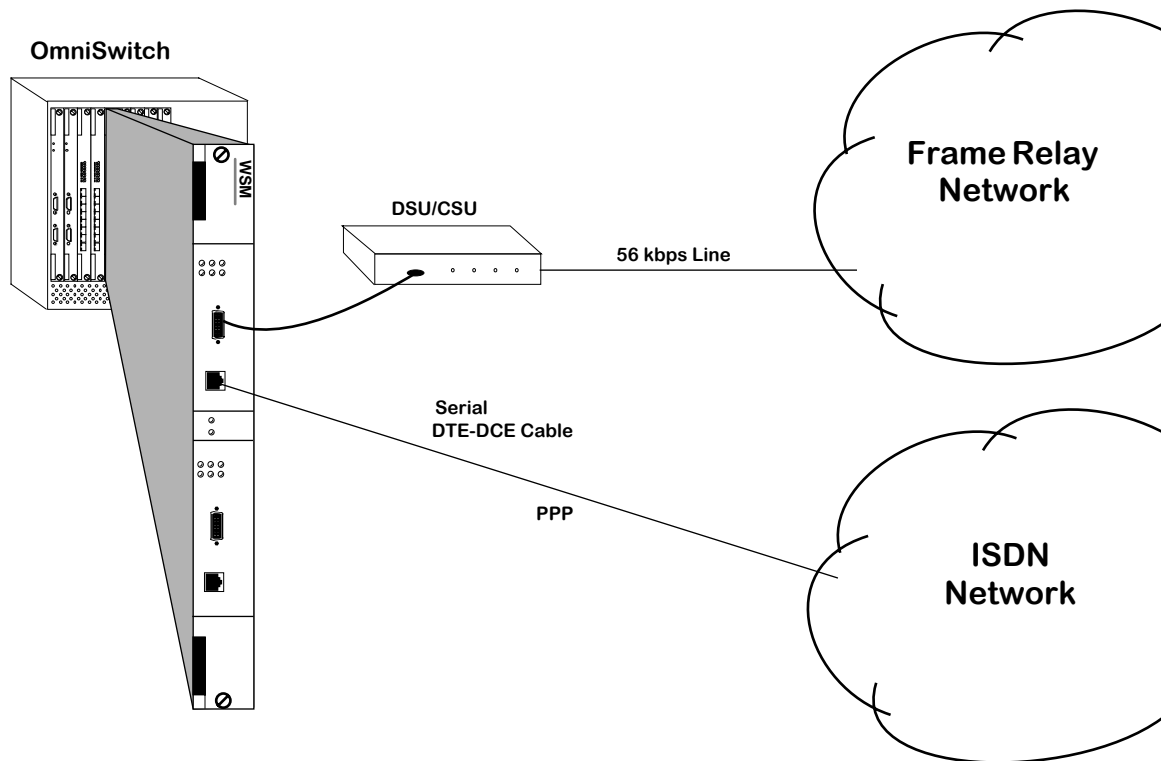 OmniSwitch
WSM
DSU/CSU
56 kbps Line
Frame Relay
Network
Serial
DTE-DCE Cable
PPP
ISDN
Network